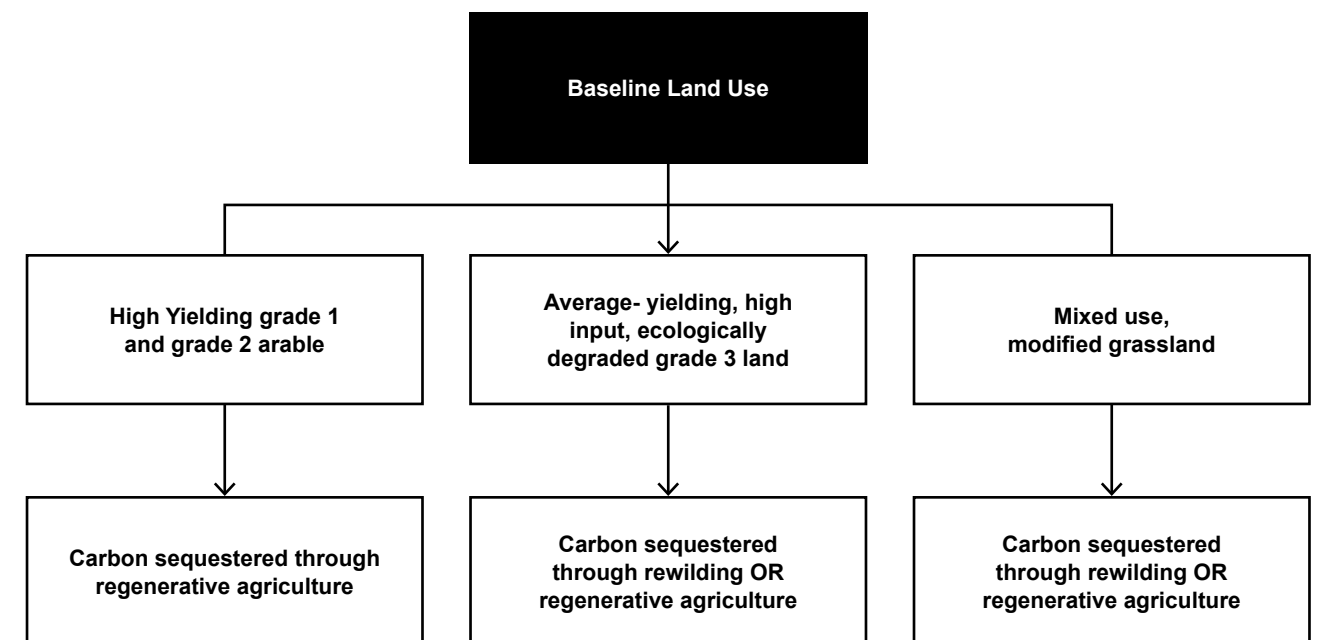 Baseline Land Use
High Yielding grade 1
and grade 2 arable
Average- yielding, high
input, ecologically
degraded grade 3 land
Mixed use,
modified grassland
Carbon sequestered through
regenerative agriculture
Carbon sequestered
through rewilding OR
regenerative agriculture
Carbon sequestered
through rewilding OR
regenerative agriculture